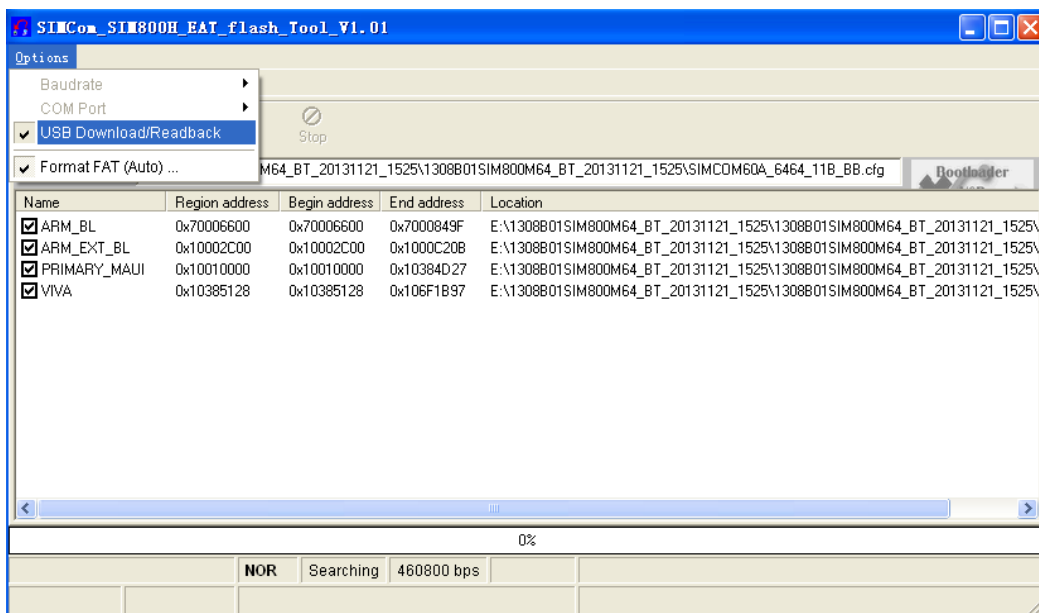 SIMCom_SIM800H_EAT_flash_Tool_V1.01
Options
Baudrate
COM Port
USB Download/Readback
Format FAT (Auto) ...
Stop
M64_BT_20131121_1525\1308B01SIM800M64_BT_20131121_1525\SIMCOM60A_6464_11B_BB.cfg
Bootloader
Name Region address Begin address End address Location
ARM_BL 0x70006600 0x70006600 0x7000849F E:\1308B01SIM800M64_BT_20131121_1525\1308B01SIM800M64_BT_20131121_1525\
ARM_EXT_BL 0x10002C00 0x10002C00 0x1000C20B E:\1308B01SIM800M64_BT_20131121_1525\1308B01SIM800M64_BT_20131121_1525\
PRIMARY_MAUI 0x10010000 0x10010000 0x10384D27 E:\1308B01SIM800M64_BT_20131121_1525\1308B01SIM800M64_BT_20131121_1525\
VIVA 0x10385128 0x10385128 0x106F1B97 E:\1308B01SIM800M64_BT_20131121_1525\1308B01SIM800M64_BT_20131121_1525\
0%
NOR Searching 460800 bps